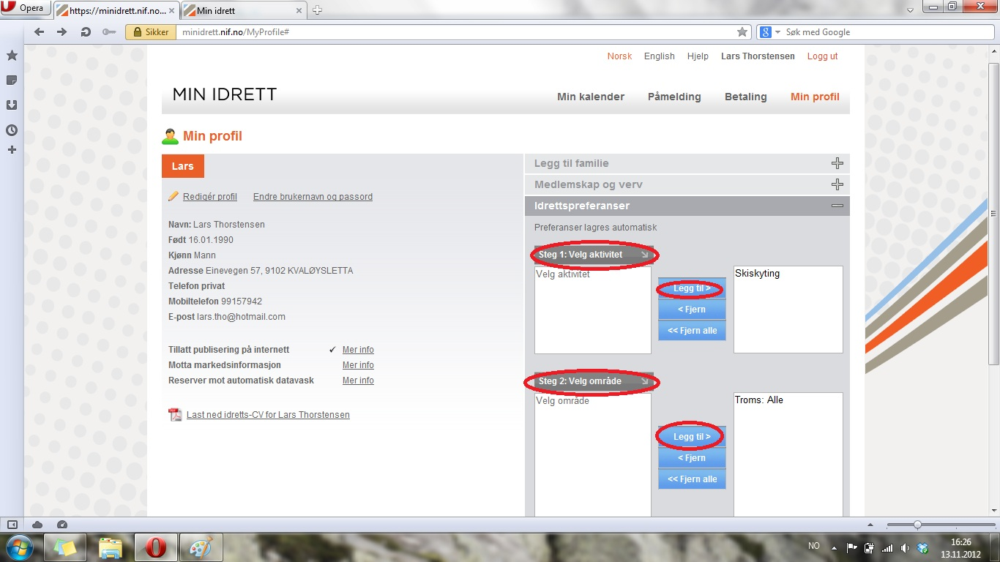 Opera
https://minidrett.nif.no...
Min idrett
Sikker
minidrett.nif.no/MyProfile#
Søk med Google
Norsk English Hjelp Lars Thorstensen Logg ut
MIN IDRETT
Min kalender Påmelding Betaling Min profil
Min profil
Lars
Redigér profil Endre brukernavn og passord
Navn: Lars Thorstensen
Født 16.01.1990
Kjønn Mann
Adresse Einevegen 57, 9102 KVALØYSLETTA
Telefon privat
Mobiltelefon 99157942
E-post lars.tho@hotmail.com
Tillatt publisering på internett ✓ Mer info
Motta markedsinformasjon Mer info
Reserver mot automatisk datavask Mer info
Last ned idretts-CV for Lars Thorstensen
Legg til familie
Medlemskap og verv
Idrettspreferanser
Preferanser lagres automatisk
Steg 1: Velg aktivitet
Velg aktivitet
Legg til >
< Fjern
<< Fjern alle
Skiskyting
Steg 2: Velg område
Velg område
Legg til >
< Fjern
<< Fjern alle
Troms: Alle
NO
16:26
13.11.2012